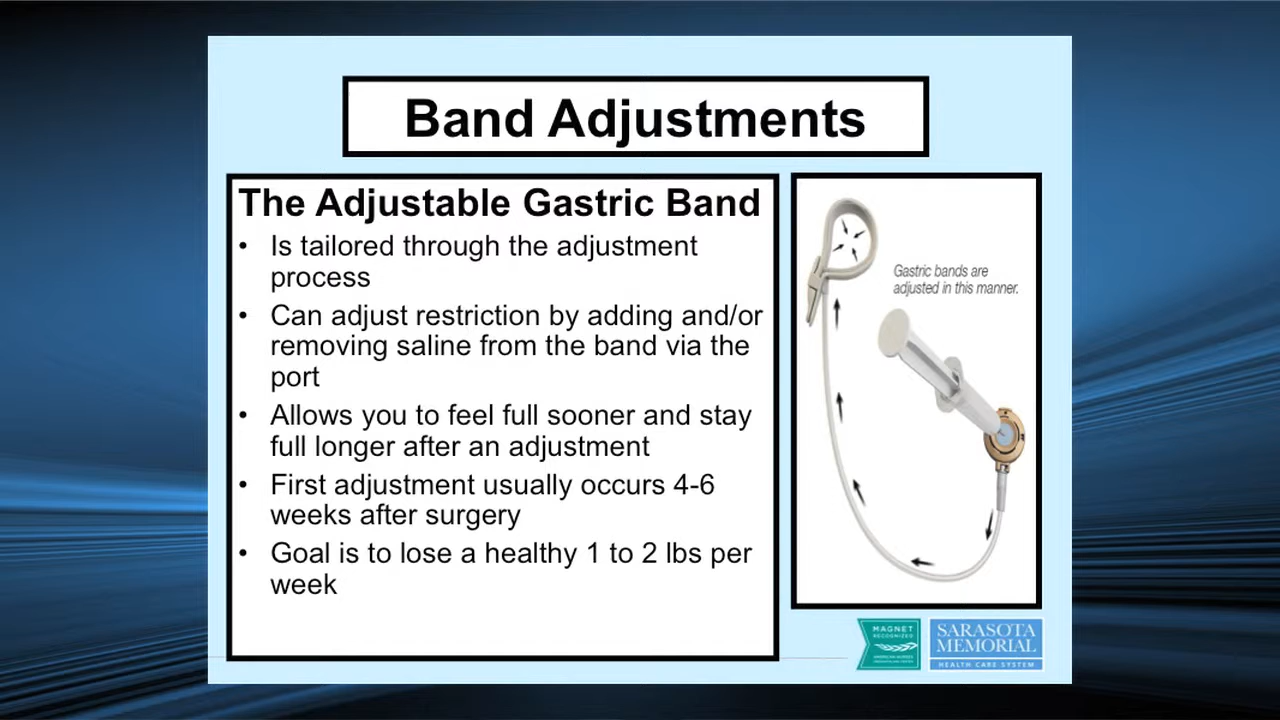 Band Adjustments
The Adjustable Gastric Band
• Is tailored through the adjustment
process
• Can adjust restriction by adding and/or
removing saline from the band via the
port
• Allows you to feel full sooner and stay
full longer after an adjustment
• First adjustment usually occurs 4-6
weeks after surgery
• Goal is to lose a healthy 1 to 2 lbs per
week
Gastric bands are
adjusted in this manner.
MAGNET
RECOGNIZED
SARASOTA
MEMORIAL
HEALTH CARE SYSTEM